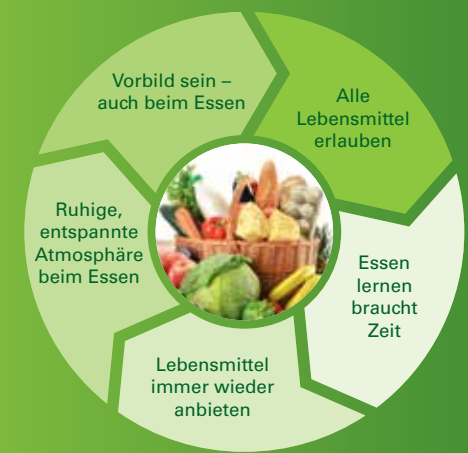 Vorbild sein –
auch beim Essen
Alle
Lebensmittel
erlauben
Essen
lernen
braucht
Zeit
Lebensmittel
immer wieder
anbieten
Ruhige,
entspannte
Atmosphäre
beim Essen